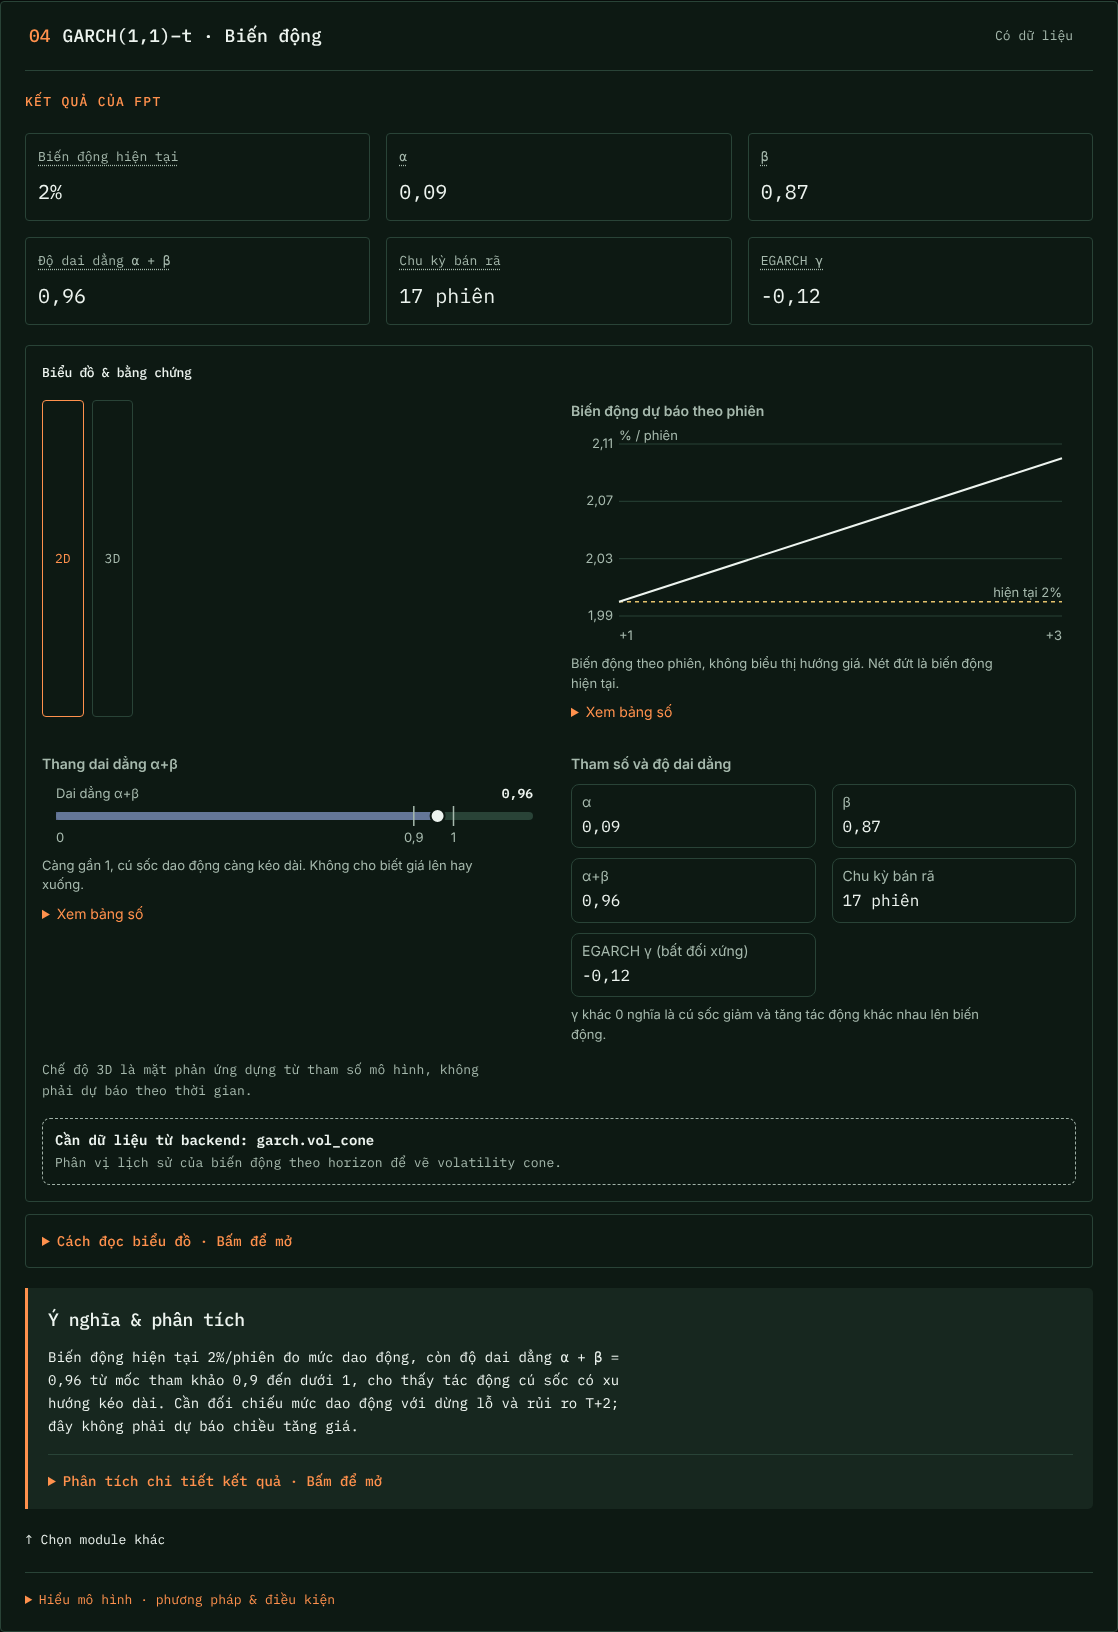 04 GARCH(1,1)-t · Biến động
Có dữ liệu
KẾT QUẢ CỦA FPT
Biến động hiện tại
2%
α
0,09
β
0,87
Độ dai dẳng α + β
0,96
Chu kỳ bán rã
17 phiên
EGARCH γ
-0,12
Biểu đồ & bằng chứng
2D
3D
Biến động dự báo theo phiên
% / phiên
2,11
2,07
2,03
hiện tại 2%
1,99
+1
+3
Biến động theo phiên, không biểu thị hướng giá. Nét đứt là biến động
hiện tại.
▶ Xem bảng số
Thang dai dẳng α+β
Dai dẳng α+β
0,96
0
0,9
1
Càng gần 1, cú sốc dao động càng kéo dài. Không cho biết giá lên hay
xuống.
▶ Xem bảng số
Tham số và độ dai dẳng
α
0,09
β
0,87
α+β
0,96
Chu kỳ bán rã
17 phiên
EGARCH γ (bất đối xứng)
-0,12
γ khác 0 nghĩa là cú sốc giảm và tăng tác động khác nhau lên biến
động.
Chế độ 3D là mặt phản ứng dựng từ tham số mô hình, không
phải dự báo theo thời gian.
Cần dữ liệu từ backend: garch.vol_cone
Phân vị lịch sử của biến động theo horizon để vẽ volatility cone.
▶ Cách đọc biểu đồ · Bấm để mở
Ý nghĩa & phân tích
Biến động hiện tại 2%/phiên đo mức dao động, còn độ dai dẳng α + β =
0,96 từ mốc tham khảo 0,9 đến dưới 1, cho thấy tác động cú sốc có xu
hướng kéo dài. Cần đối chiếu mức dao động với dừng lỗ và rủi ro T+2;
đây không phải dự báo chiều tăng giá.
▶ Phân tích chi tiết kết quả · Bấm để mở
↑ Chọn module khác
▶ Hiểu mô hình · phương pháp & điều kiện